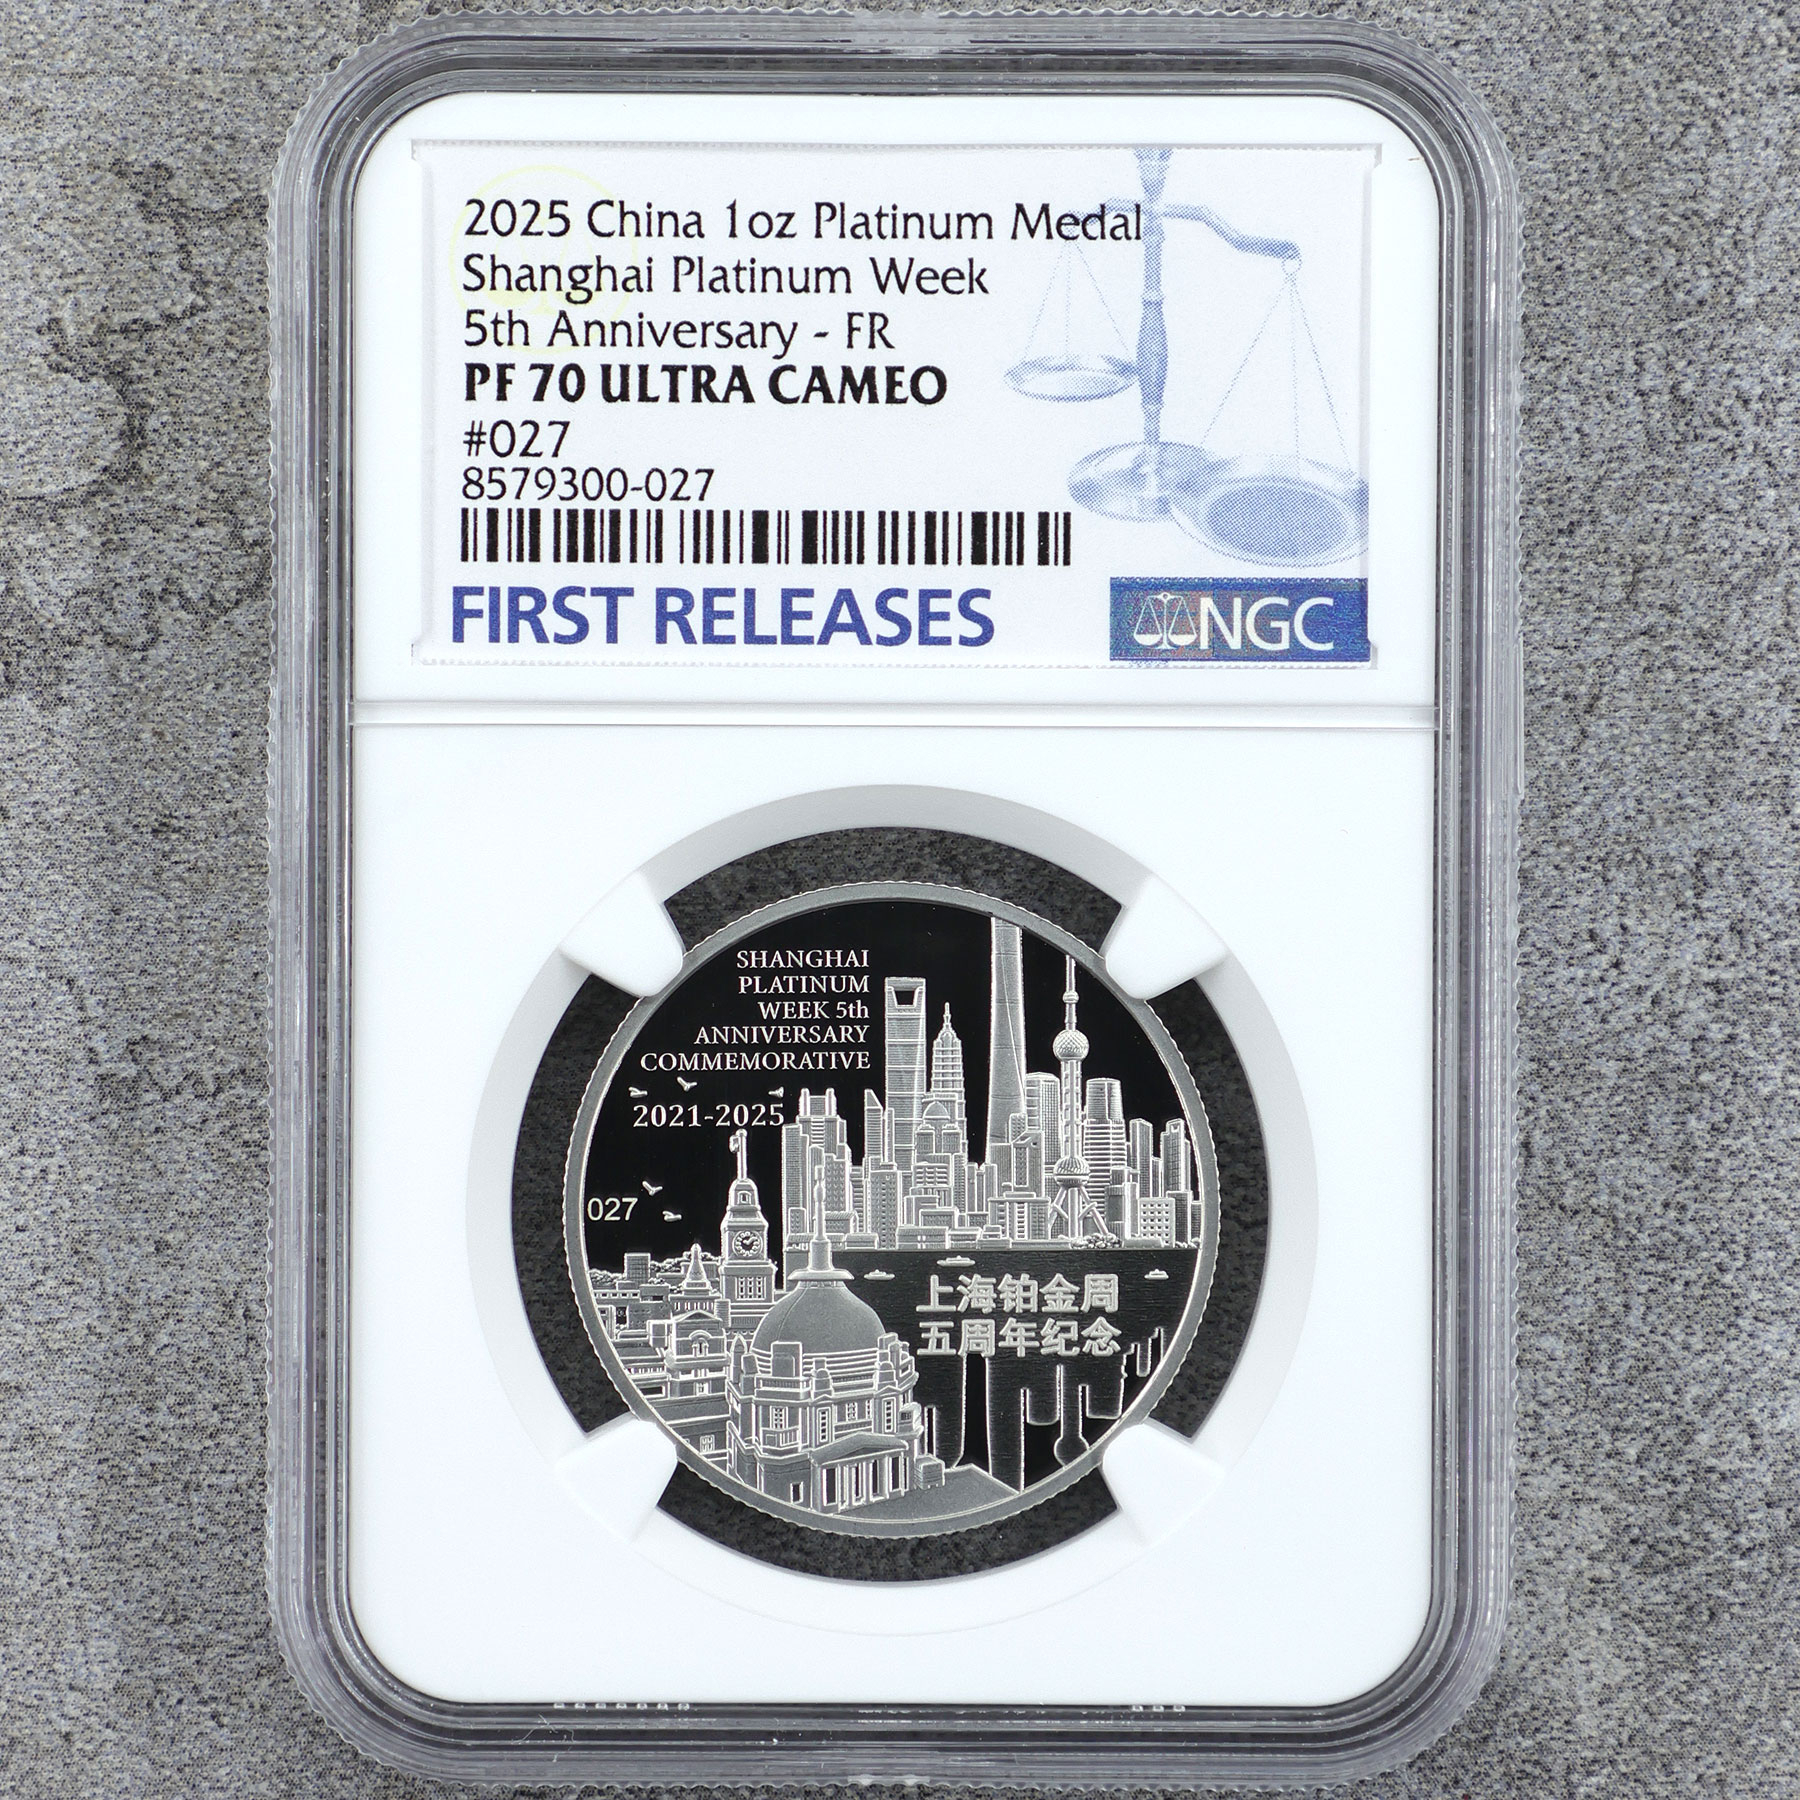 2025 China 1oz Platinum Medal
Shanghai Platinum Week
5th Anniversary - FR
PF 70 ULTRA CAMEO
#027
8579300-027
FIRST RELEASES
NGC
SHANGHAI
PLATINUM
WEEK 5th
ANNIVERSARY
COMMEMORATIVE
2021-2025
027
上海铂金周
五周年纪念